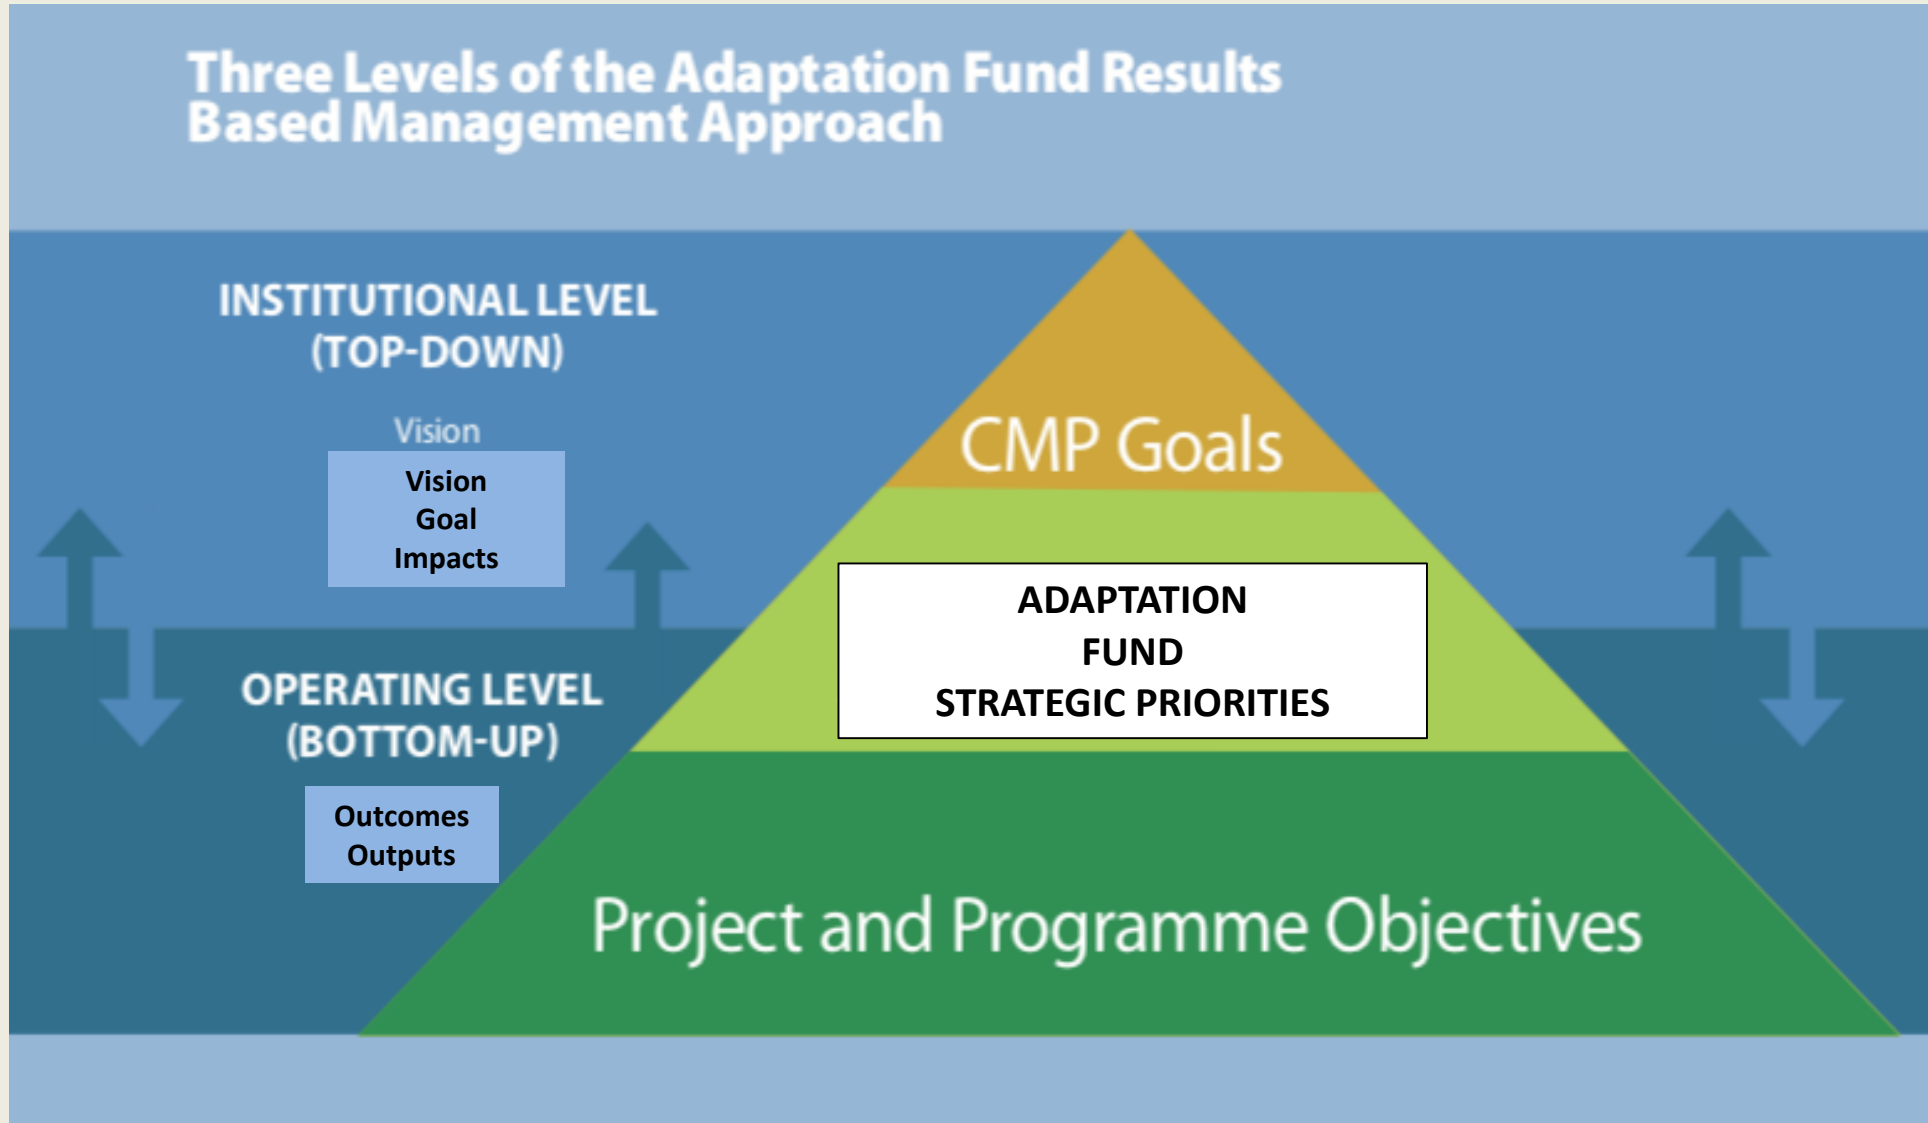 Three Levels of the Adaptation Fund Results
Based Management Approach
INSTITUTIONAL LEVEL
(TOP-DOWN)
Vision
Vision
Goal
Impacts
CMP Goals
ADAPTATION
FUND
STRATEGIC PRIORITIES
OPERATING LEVEL
(BOTTOM-UP)
Outcomes
Outputs
Project and Programme Objectives